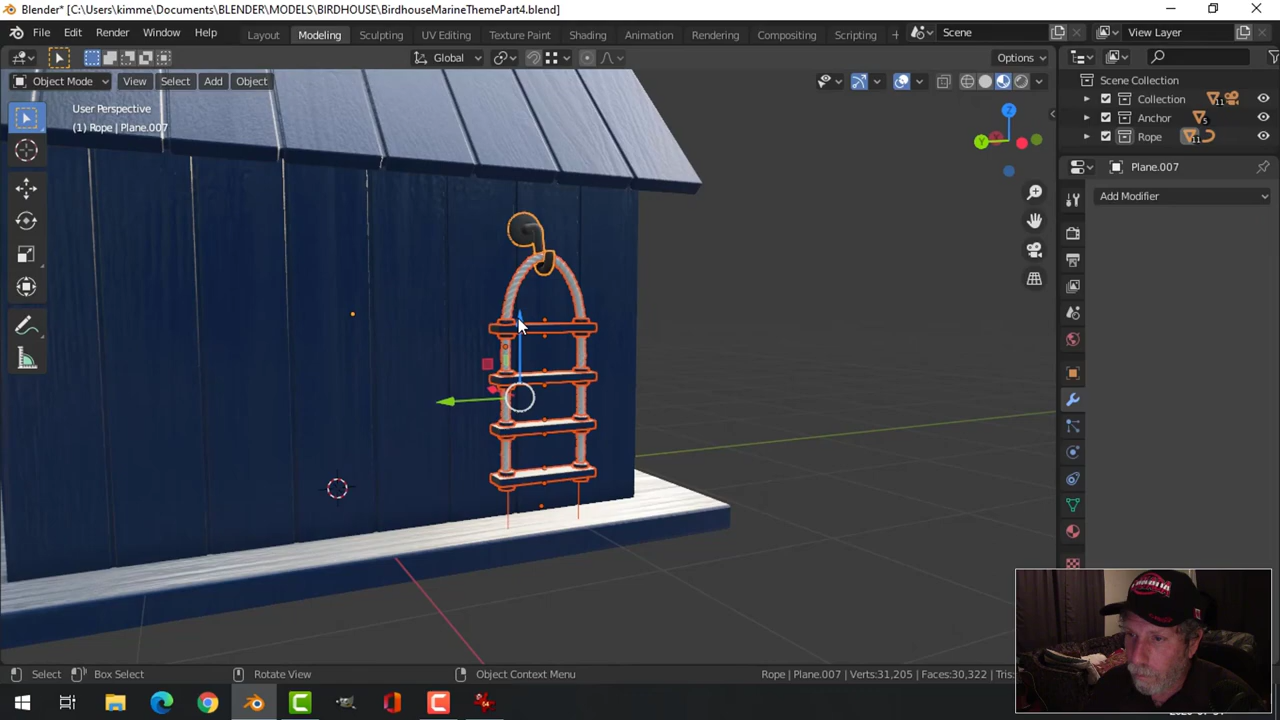 Blender* [C:\Users\kimme\Documents\BLENDER\MODELS\BIRDHOUSE\BirdhouseMarineThemePart4.blend]
File Edit Render Window Help Layout Modeling Sculpting UV Editing Texture Paint Shading Animation Rendering Compositing Scripting + Scene View Layer
Global Options
Object Mode View Select Add Object
User Perspective
(1) Rope | Plane.007
Z
Y
Scene Collection
Collection 11
Anchor 5
Rope 11
Plane.007
Add Modifier
Select Box Select Rotate View Object Context Menu Rope | Plane.007 Verts:31,205 Faces:30,322 Tris: